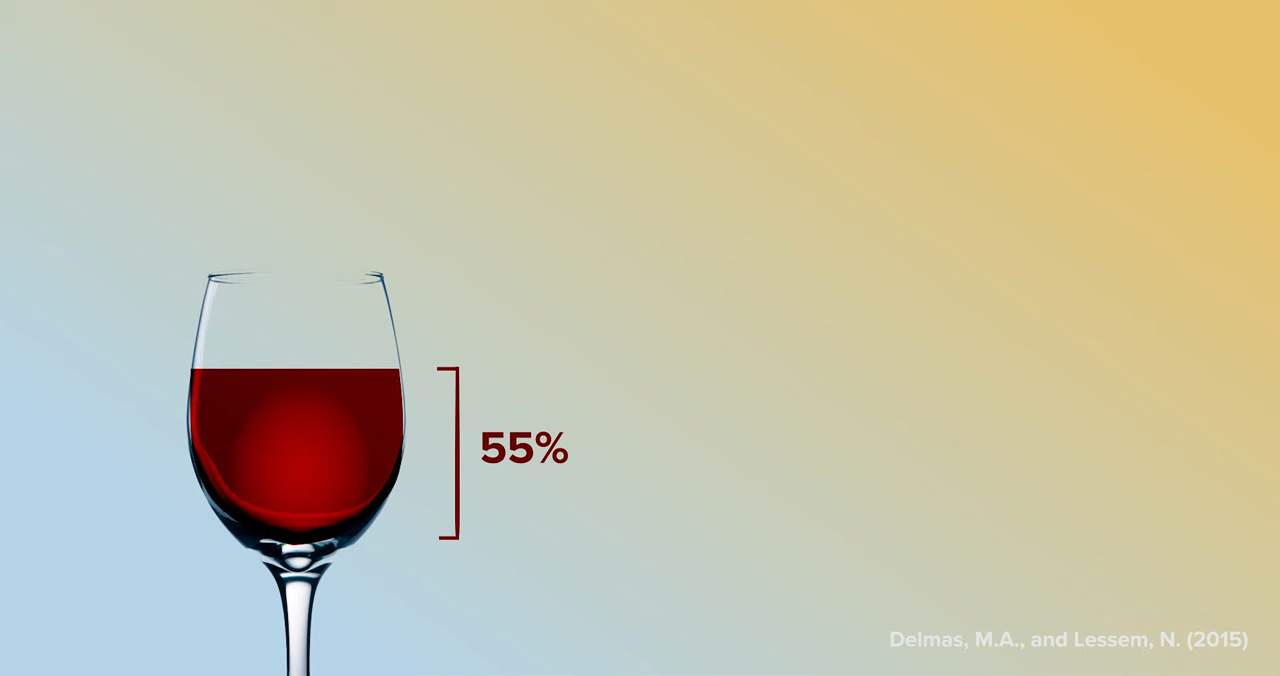 55%
Delmas, M.A., and Lessem, N. (2015)